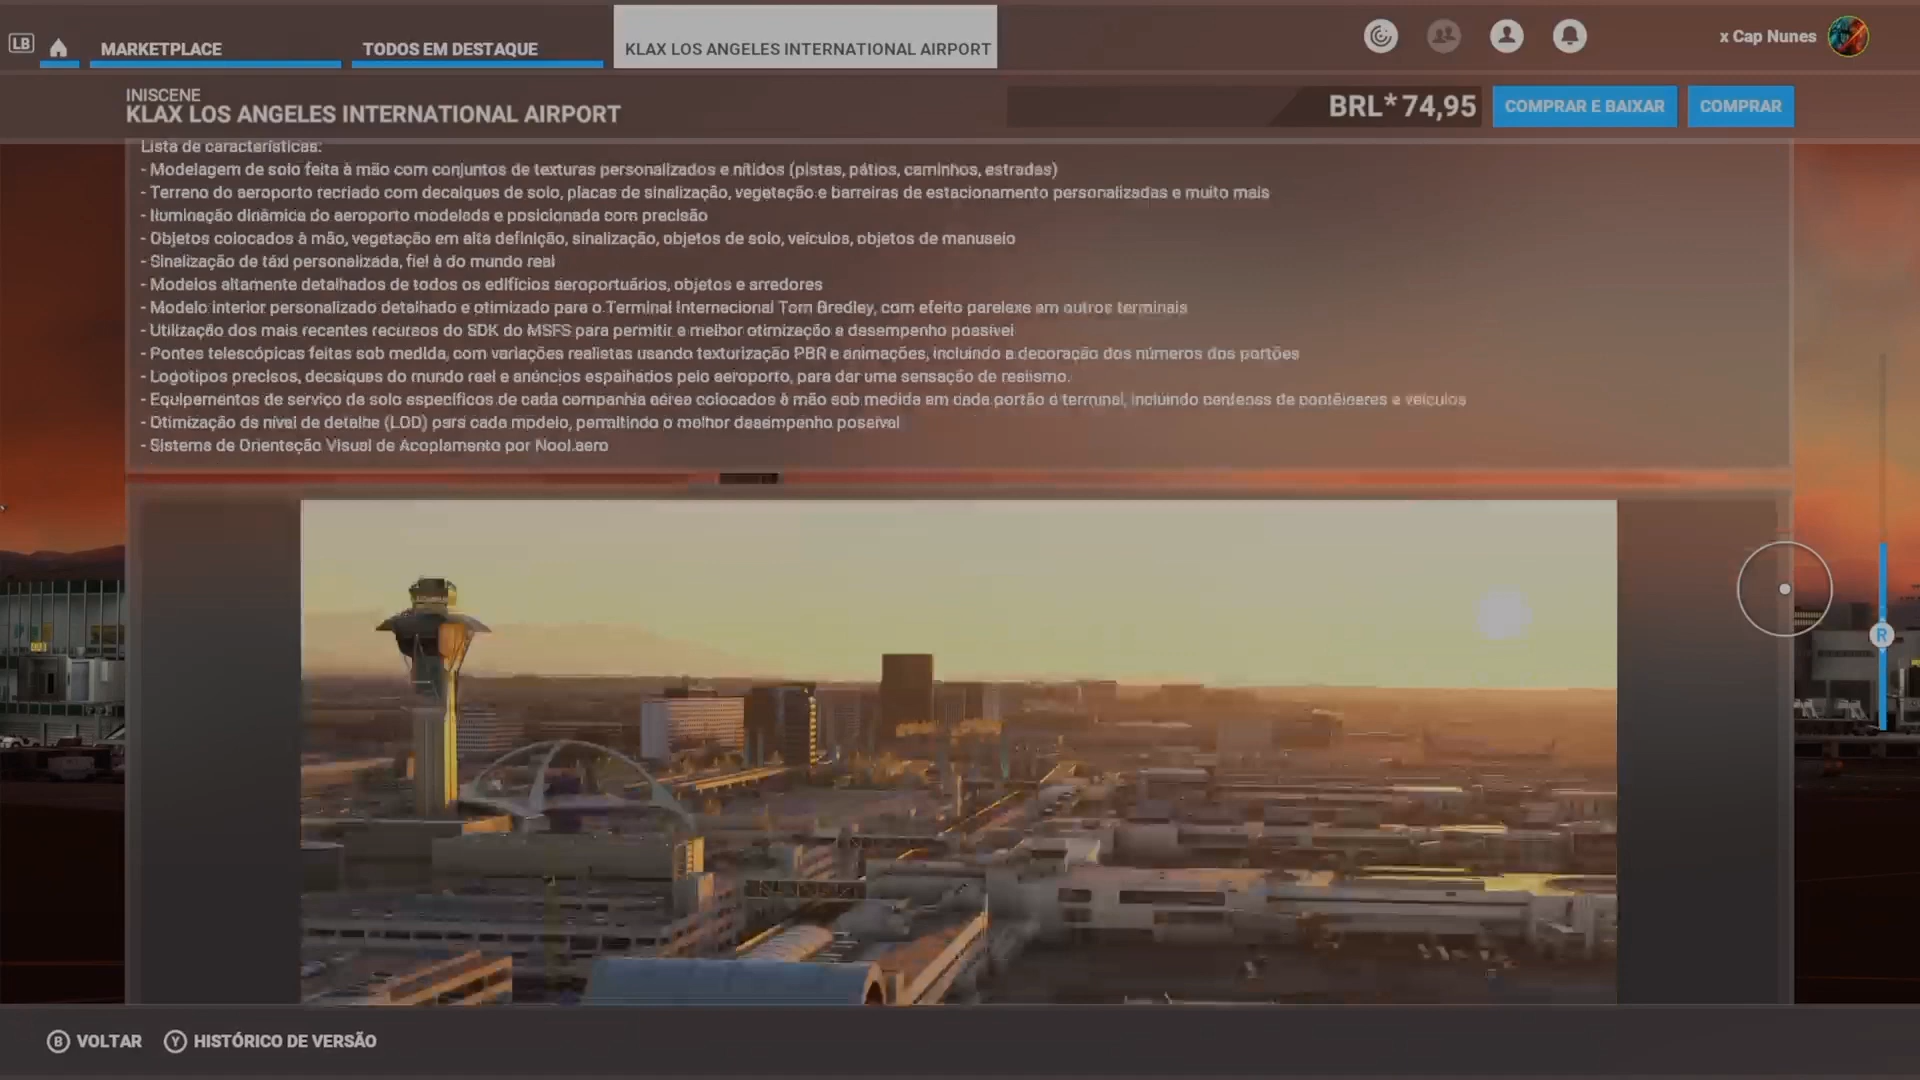 LB
MARKETPLACE
TODOS EM DESTAQUE
KLAX LOS ANGELES INTERNATIONAL AIRPORT
x Cap Nunes
INISCENE
KLAX LOS ANGELES INTERNATIONAL AIRPORT
BRL* 74,95
COMPRAR E BAIXAR
COMPRAR
Lista de características:
- Modelagem de solo feita à mão com conjuntos de texturas personalizados e nítidos (pistas, pátios, caminhos, estradas)
- Terreno do aeroporto recriado com decalques de solo, placas de sinalização, vegetação e barreiras de estacionamento personalizadas e muito mais
- Iluminação dinâmica do aeroporto modelada e posicionada com precisão
- Objetos colocados à mão, vegetação em alta definição, sinalização, objetos de solo, veículos, objetos de manuseio
- Sinalização de táxi personalizada, fiel à do mundo real
- Modelos altamente detalhados de todos os edifícios aeroportuários, objetos e arredores
- Modelo interior personalizado detalhado e otimizado para o Terminal Internacional Tom Bradley, com efeito paralaxe em outros terminais
- Utilização dos mais recentes recursos do SDK do MSFS para permitir a melhor otimização e desempenho possível
- Pontes telescópicas feitas sob medida, com variações realistas usando texturização PBR e animações, incluindo a decoração dos números dos portões
- Logotipos precisos, decalques do mundo real e anúncios espalhados pelo aeroporto, para dar uma sensação de realismo.
- Equipamentos de serviço de solo específicos de cada companhia aérea colocados à mão sob medida em cada portão e terminal, incluindo centenas de contêineres e veículos
- Otimização da nível de detalhe (LOD) para cada modelo, permitindo o melhor desempenho possível
- Sistema de Orientação Visual de Acoplamento por Nool.aero
R
B VOLTAR
Y HISTÓRICO DE VERSÃO